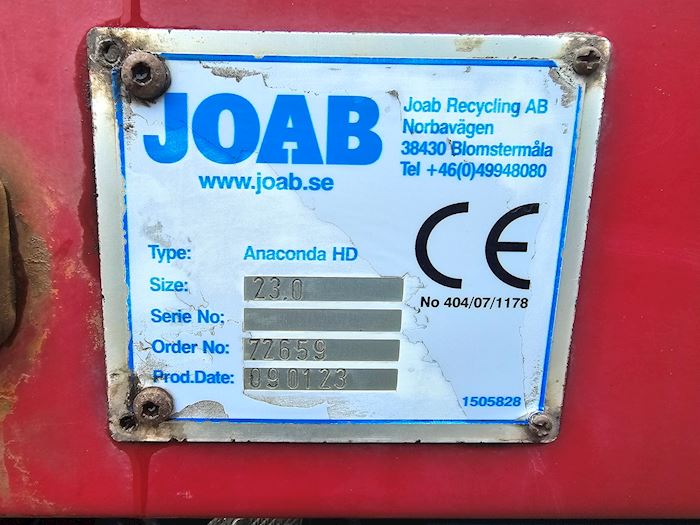 JOAB
www.joab.se
Joab Recycling AB
Norbavägen
38430 Blomstermåla
Tel +46(0)49948080
CE
No 404/07/1178
Type: Anaconda HD
Size: 23.0
Serie No:
Order No: 72659
Prod.Date: 090123
1505828